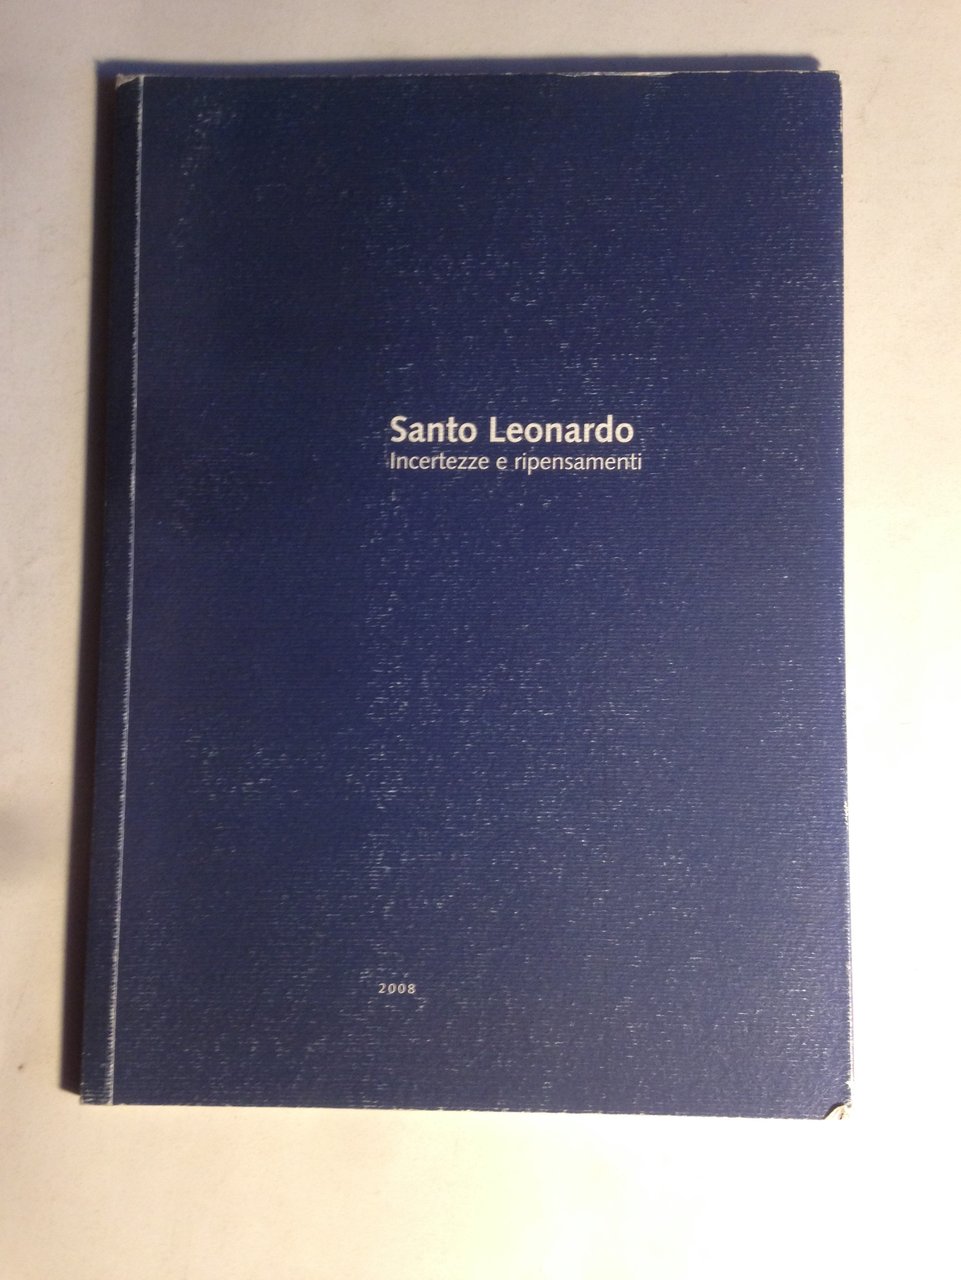 Santo Leonardo
Incertezze e ripensamenti
2008